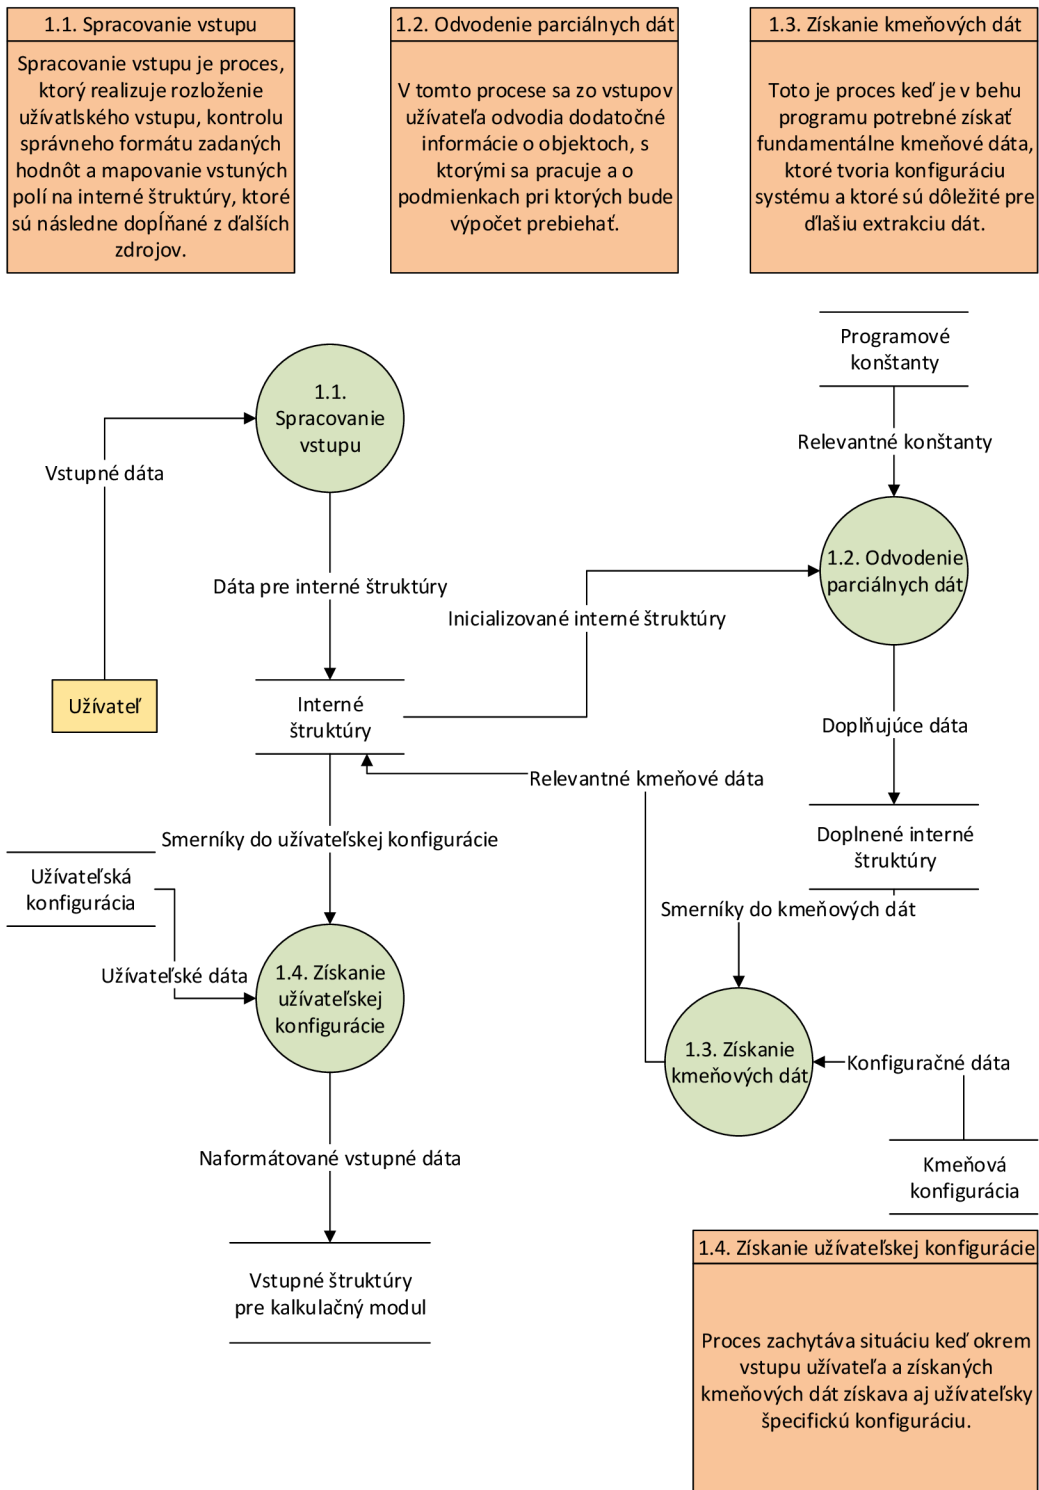 1.1. Spracovanie vstupu
Spracovanie vstupu je proces,
ktorý realizuje rozloženie
užívatlského vstupu, kontrolu
správneho formátu zadaných
hodnôt a mapovanie vstuných
polí na interné štruktúry, ktoré
sú následne dopĺňané z ďalších
zdrojov.
1.2. Odvodenie parciálnych dát
V tomto procese sa zo vstupov
užívateľa odvodia dodatočné
informácie o objektoch, s
ktorými sa pracuje a o
podmienkach pri ktorých bude
výpočet prebiehať.
1.3. Získanie kmeňových dát
Toto je proces keď je v behu
programu potrebné získať
fundamentálne kmeňové dáta,
ktoré tvoria konfiguráciu
systému a ktoré sú dôležité pre
ďlašiu extrakciu dát.
Programové
konštanty
1.1.
Spracovanie
vstupu
Relevantné konštanty
Vstupné dáta
1.2. Odvodenie
parciálnych dát
Dáta pre interné štruktúry
Inicializované interné štruktúry
Užívateľ
Interné
štruktúry
Doplňujúce dáta
Relevantné kmeňové dáta
Smerníky do užívateľskej konfigurácie
Doplnené interné
štruktúry
Užívateľská
konfigurácia
Smerníky do kmeňových dát
Užívateľské dáta
1.4. Získanie
užívateľskej
konfigurácie
1.3. Získanie
kmeňových dát
Konfiguračné dáta
Naformátované vstupné dáta
Kmeňová
konfigurácia
Vstupné štruktúry
pre kalkulačný modul
1.4. Získanie užívateľskej konfigurácie
Proces zachytáva situáciu keď okrem
vstupu užívateľa a získaných
kmeňových dát získava aj užívateľsky
špecifickú konfiguráciu.